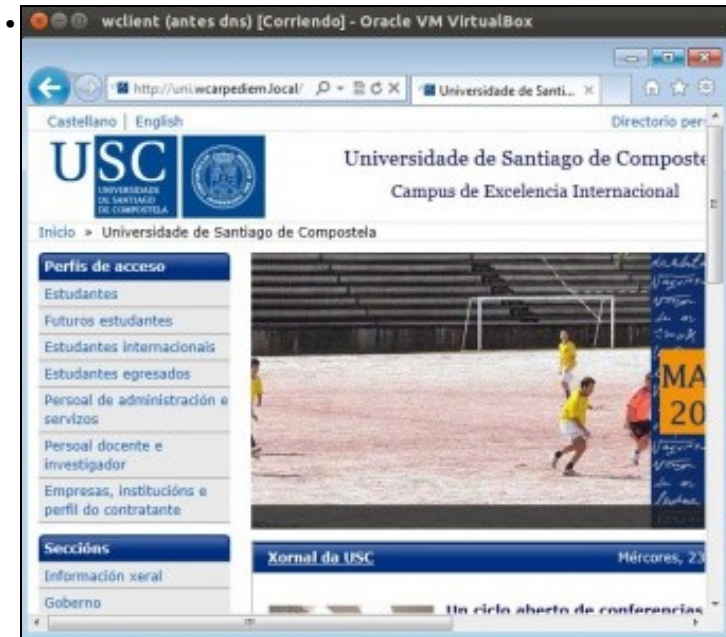 wclient (antes dns) [Corriendo] - Oracle VM VirtualBox
http://uni.wcarpediem.local/
Universidade de Santi...
Castellano | English
Directorio per
USC
UNIVERSIDADE
DE SANTIAGO
DE COMPOSTELA
Universidade de Santiago de Composte
Campus de Excelencia Internacional
Inicio » Universidade de Santiago de Compostela
Perfís de acceso
Estudantes
Futuros estudantes
Estudantes internacionais
Estudantes egresados
Persoal de administración e
servizos
Persoal docente e
investigador
Empresas, institucións e
perfil do contratante
MA
20
Seccións
Información xeral
Goberno
Xornal da USC
Mércores, 23
Un ciclo aberto de conferencias